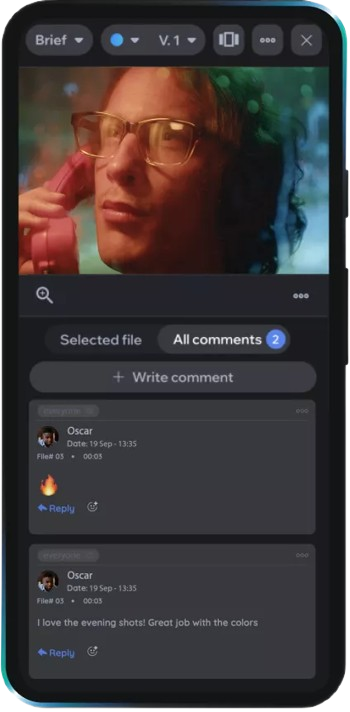 Brief
V. 1
Selected file
All comments 2
+ Write comment
everyone
Oscar
Date: 19 Sep - 13:35
File# 03 • 00:03
🔥
Reply
everyone
Oscar
Date: 19 Sep - 13:35
File# 03 • 00:03
I love the evening shots! Great job with the colors
Reply